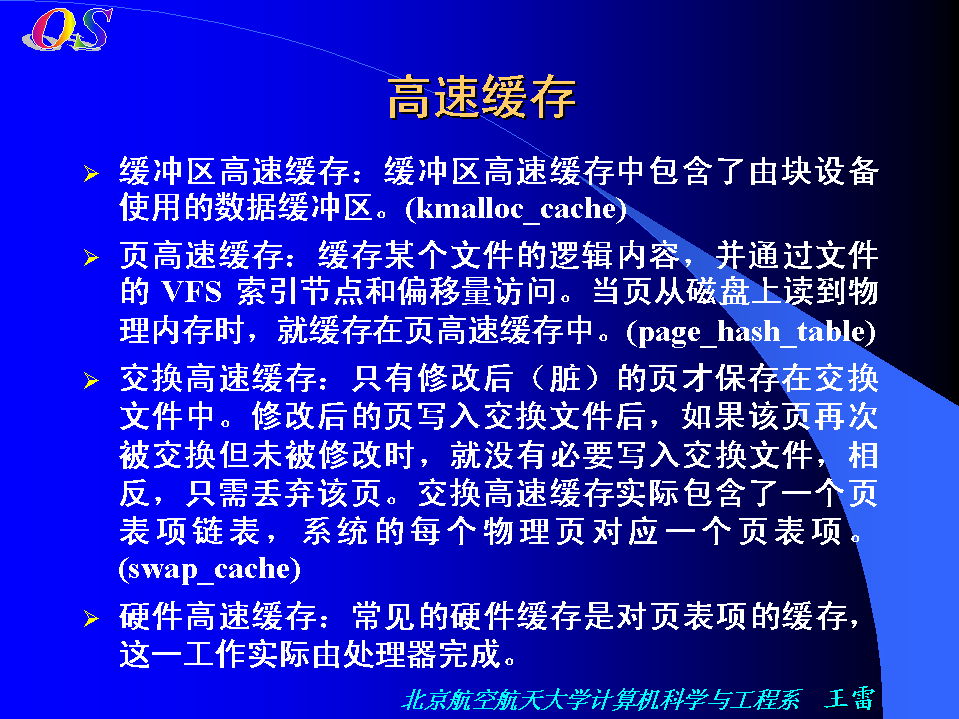 OS
高速缓存
缓冲区高速缓存：缓冲区高速缓存中包含了由块设备
使用的数据缓冲区。(kmalloc_cache)
页高速缓存：缓存某个文件的逻辑内容，并通过文件
的 VFS 索引节点和偏移量访问。当页从磁盘上读到物
理内存时，就缓存在页高速缓存中。(page_hash_table)
交换高速缓存：只有修改后（脏）的页才保存在交换
文件中。修改后的页写入交换文件后，如果该页再次
被交换但未被修改时，就没有必要写入交换文件，相
反，只需丢弃该页。交换高速缓存实际包含了一个页
表项链表，系统的每个物理页对应一个页表项。
(swap_cache)
硬件高速缓存：常见的硬件缓存是对页表项的缓存，
这一工作实际由处理器完成。
北京航空航天大学计算机科学与工程系 王雷